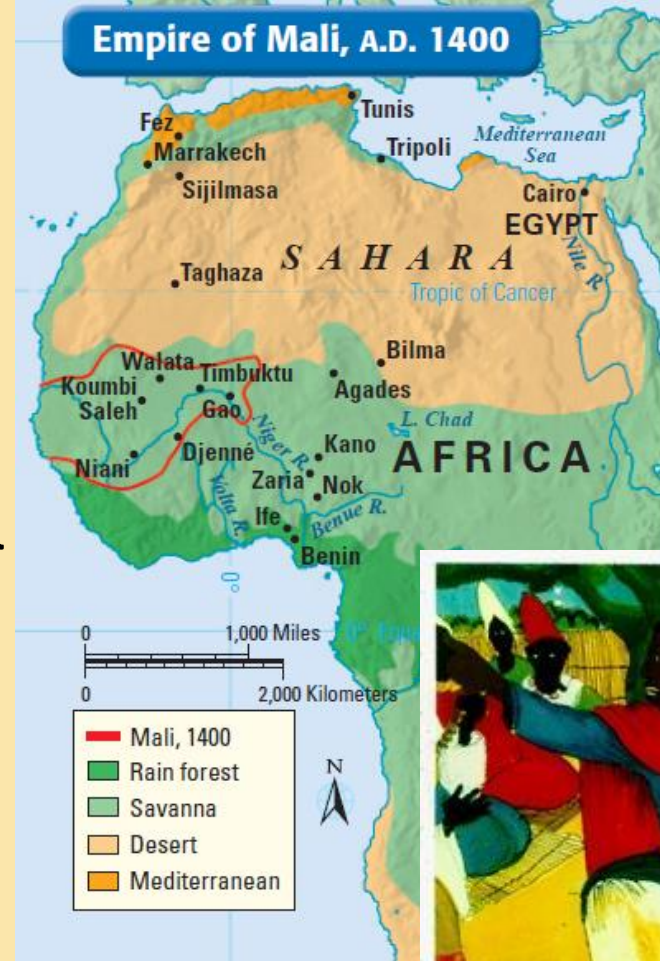 Empire of Mali, A.D. 1400
Tunis
Fez
Mediterranean
Sea
Marrakech
Tripoli
Sijilmasa
Cairo
EGYPT
SAHARA
Nile R.
Taghaza
Tropic of Cancer
Bilma
Walata
Timbuktu
Koumbi
Saleh
Agades
Gao
L. Chad
Niger R.
Kano
AFRICA
Djenné
Niani
Zaria
Nok
Volta R.
Ife
Benue R.
Benin
0 1,000 Miles
0 2,000 Kilometers
Mali, 1400
Rain forest
Savanna
Desert
Mediterranean
N